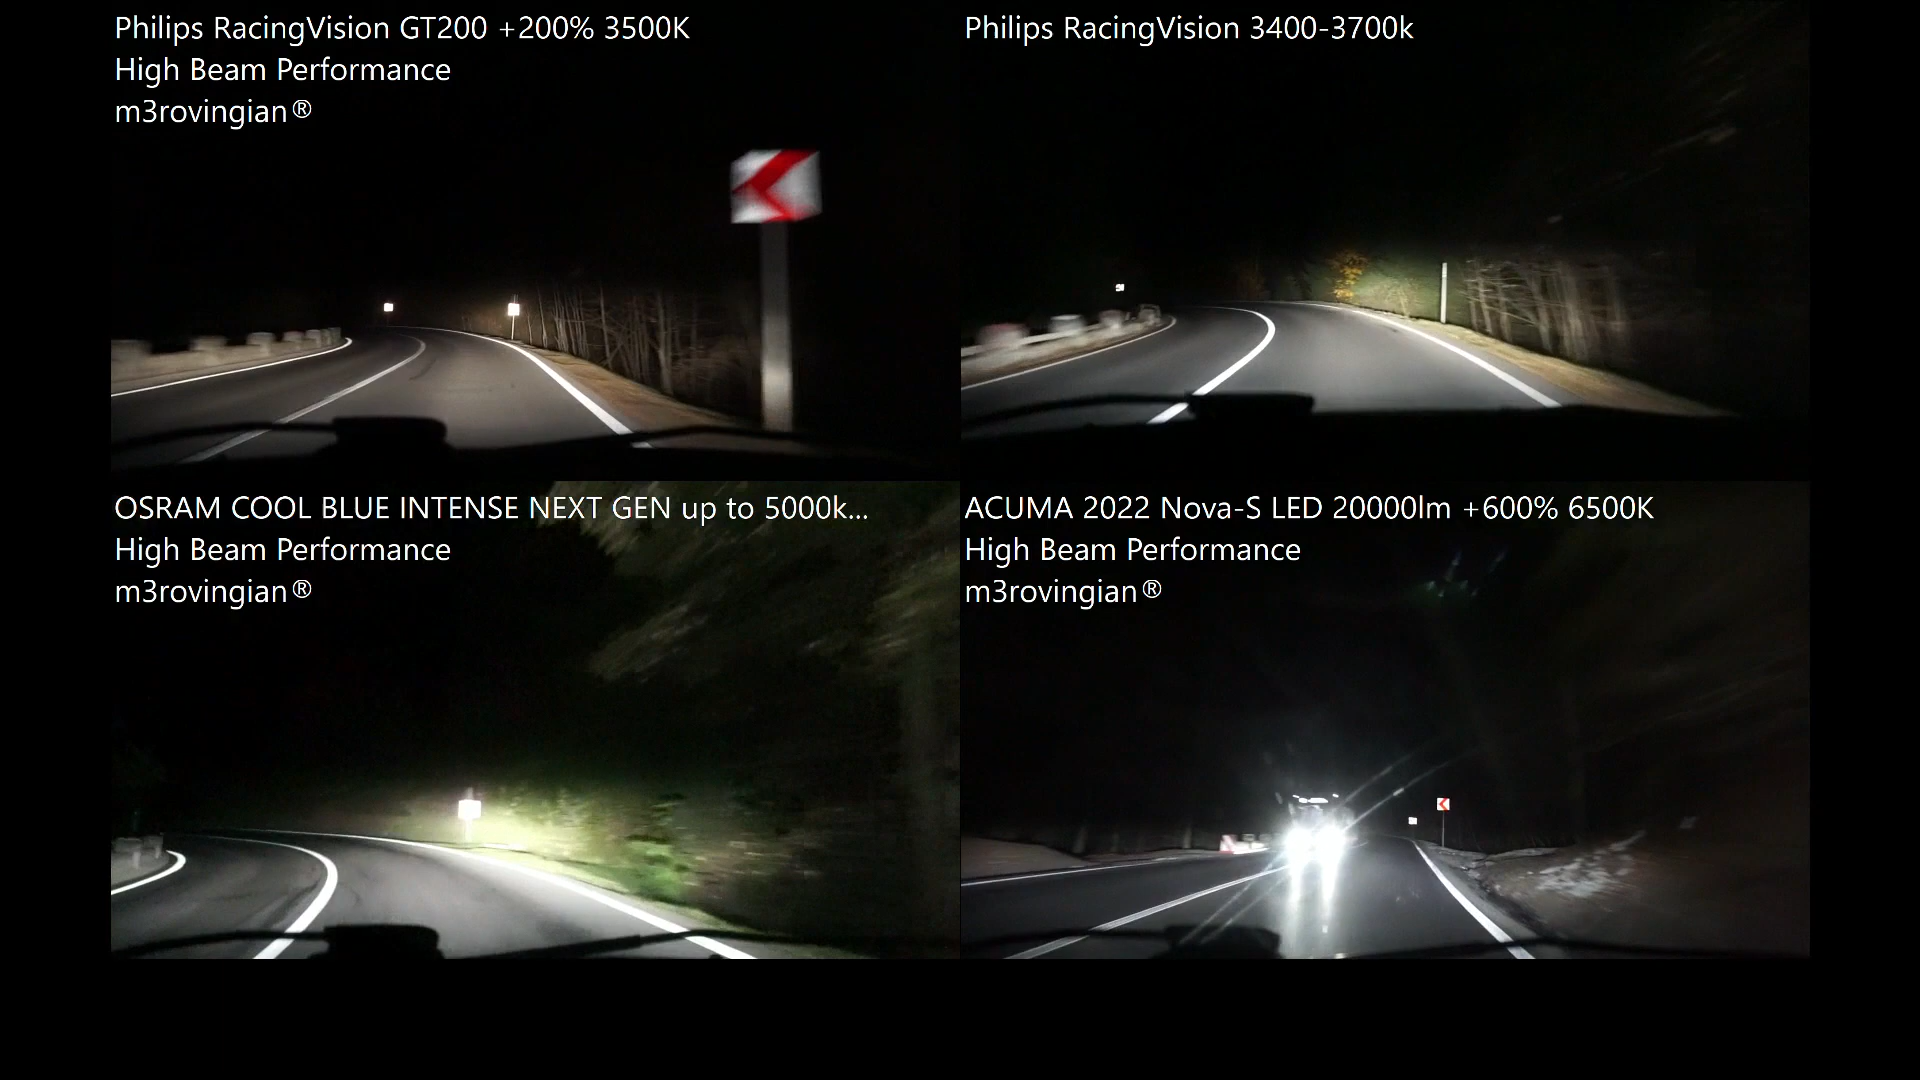 Philips RacingVision GT200 +200% 3500K
High Beam Performance
m3rovingian®
Philips RacingVision 3400-3700k
OSRAM COOL BLUE INTENSE NEXT GEN up to 5000k...
High Beam Performance
m3rovingian®
ACUMA 2022 Nova-S LED 20000lm +600% 6500K
High Beam Performance
m3rovingian®